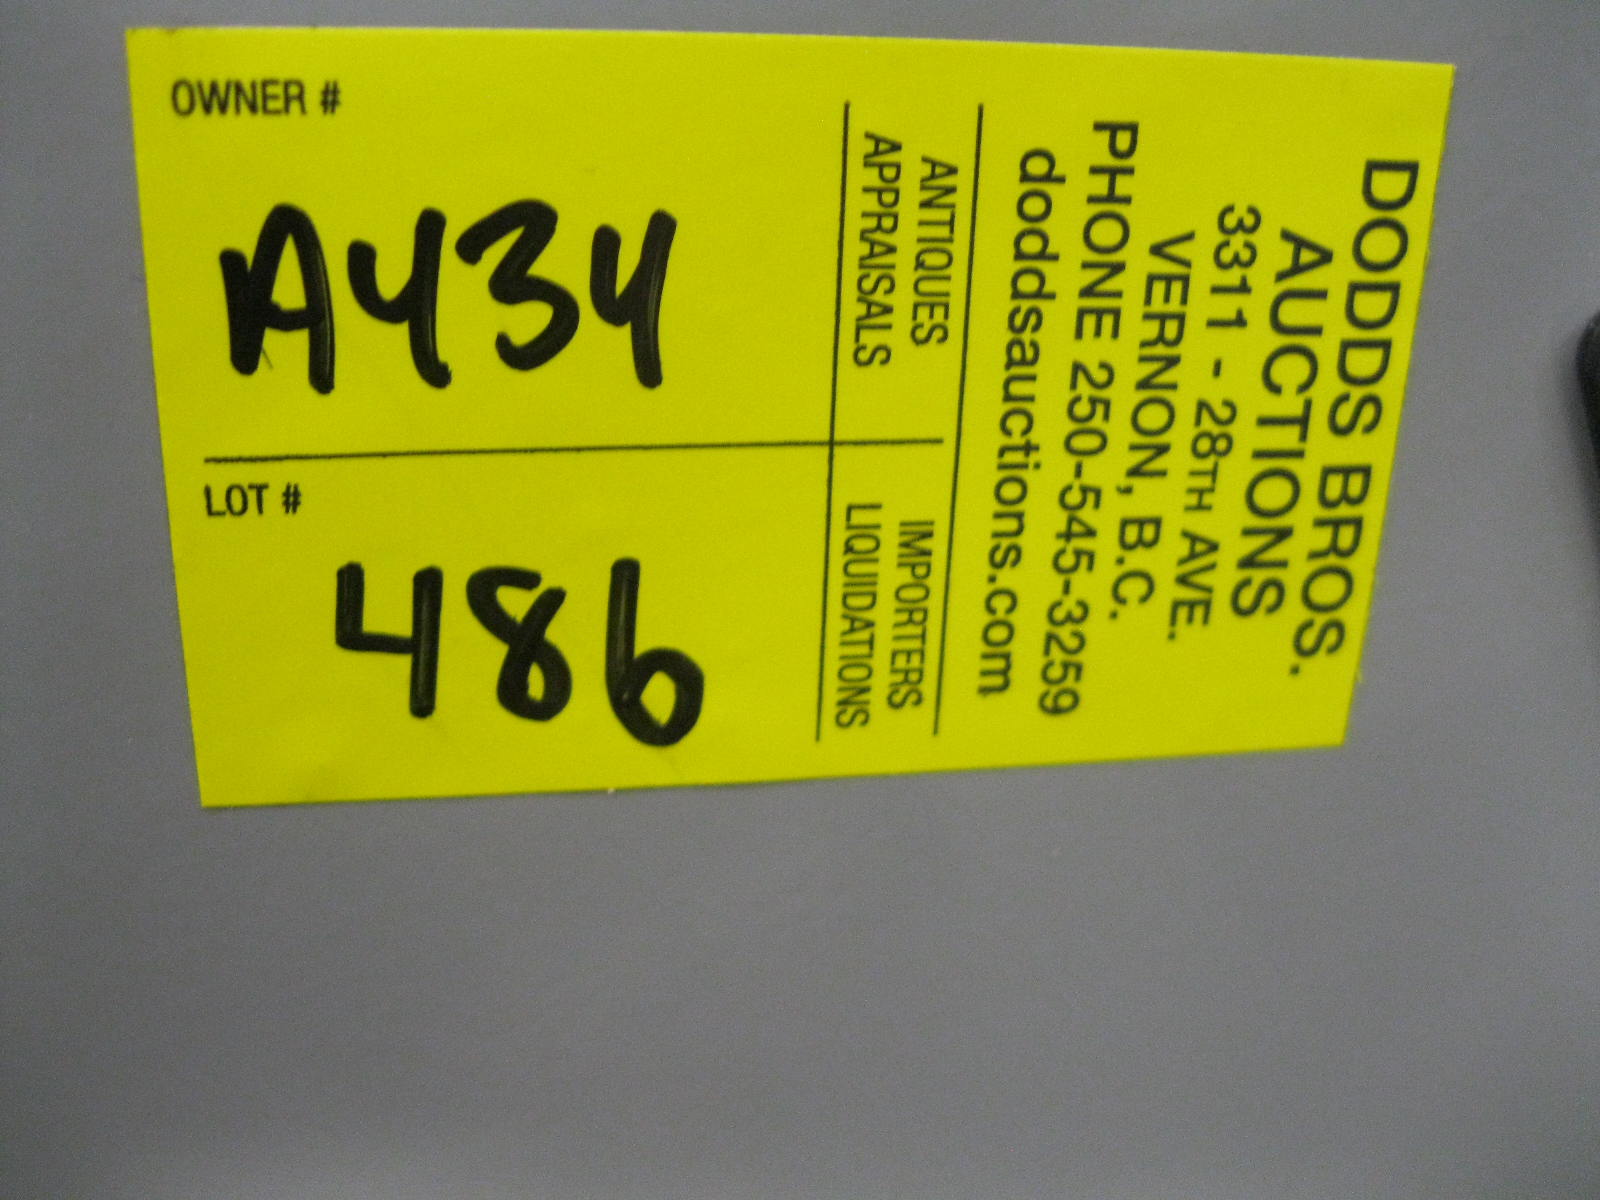 DODDS BROS.
AUCTIONS
3311 - 28TH AVE.
VERNON, B.C.
PHONE 250-545-3259
doddsauctions.com
ANTIQUES
APPRAISALS
IMPORTERS
LIQUIDATIONS
OWNER #
A434
LOT #
486